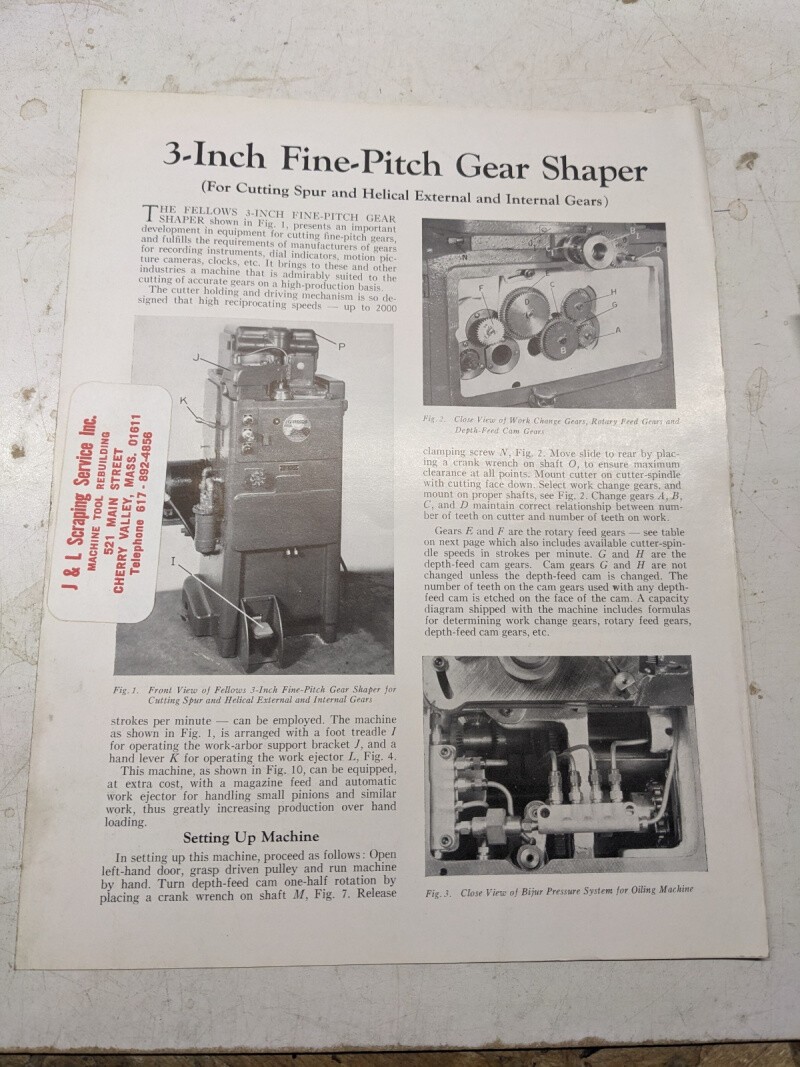 3-Inch Fine-Pitch Gear Shaper
(For Cutting Spur and Helical External and Internal Gears)
THE FELLOWS 3-INCH FINE-PITCH GEAR
SHAPER shown in Fig. 1, presents an important
development in equipment for cutting fine-pitch gears,
and fulfills the requirements of manufacturers of gears
for recording instruments, dial indicators, motion pic-
ture cameras, clocks, etc. It brings to these and other
industries a machine that is admirably suited to the
cutting of accurate gears on a high-production basis.
The cutter holding and driving mechanism is so de-
signed that high reciprocating speeds — up to 2000
J
P
K
I
J & L Scraping Service Inc.
MACHINE TOOL REBUILDING
521 MAIN STREET
CHERRY VALLEY, MASS. 01611
Telephone 617-892-4856
Fig. 1. Front View of Fellows 3-Inch Fine-Pitch Gear Shaper for
Cutting Spur and Helical External and Internal Gears
strokes per minute — can be employed. The machine
as shown in Fig. 1, is arranged with a foot treadle I
for operating the work-arbor support bracket J, and a
hand lever K for operating the work ejector L, Fig. 4.
This machine, as shown in Fig. 10, can be equipped,
at extra cost, with a magazine feed and automatic
work ejector for handling small pinions and similar
work, thus greatly increasing production over hand
loading.
Setting Up Machine
In setting up this machine, proceed as follows: Open
left-hand door, grasp driven pulley and run machine
by hand. Turn depth-feed cam one-half rotation by
placing a crank wrench on shaft M, Fig. 7. Release
N
J
O
F
E
C
H
D
G
A
B
Fig. 2. Close View of Work Change Gears, Rotary Feed Gears and
Depth-Feed Cam Gears
clamping screw N, Fig. 2. Move slide to rear by plac-
ing a crank wrench on shaft O, to ensure maximum
clearance at all points. Mount cutter on cutter-spindle
with cutting face down. Select work change gears, and
mount on proper shafts, see Fig. 2. Change gears A, B,
C, and D maintain correct relationship between num-
ber of teeth on cutter and number of teeth on work.
Gears E and F are the rotary feed gears — see table
on next page which also includes available cutter-spin-
dle speeds in strokes per minute. G and H are the
depth-feed cam gears. Cam gears G and H are not
changed unless the depth-feed cam is changed. The
number of teeth on the cam gears used with any depth-
feed cam is etched on the face of the cam. A capacity
diagram shipped with the machine includes formulas
for determining work change gears, rotary feed gears,
depth-feed cam gears, etc.
Fig. 3. Close View of Bijur Pressure System for Oiling Machine